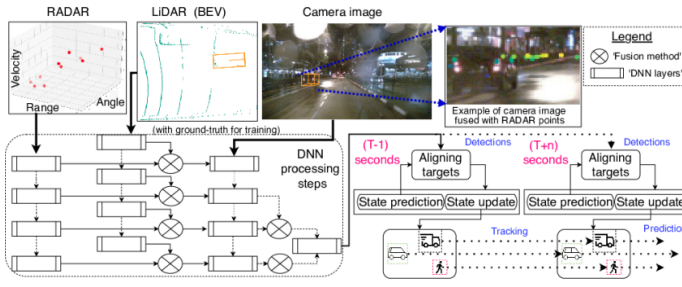 RADAR
LiDAR (BEV)
Camera image
Velocity
Range
Angle
(with ground-truth for training)
Example of camera image
fused with RADAR points
Legend
'Fusion method'
'DNN layers'
DNN
processing
steps
(T-1)
seconds
Aligning
targets
Detections
State prediction
State update
(T+n)
seconds
Aligning
targets
Detections
State prediction
State update
Tracking
Prediction